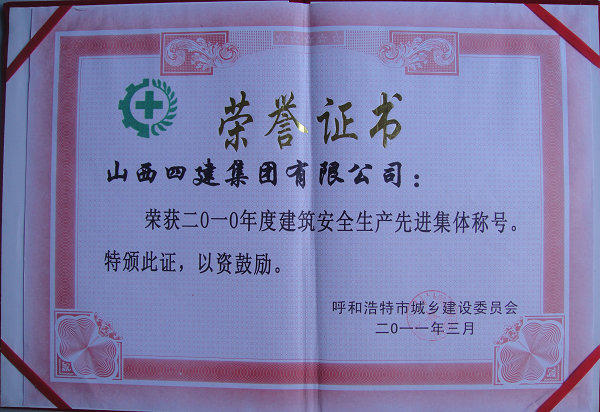 荣誉证书
山西四建集团有限公司：
荣获二0一0年度建筑安全生产先进集体称号。
特颁此证，以资鼓励。
呼和浩特市城乡建设委员会
二0一一年三月